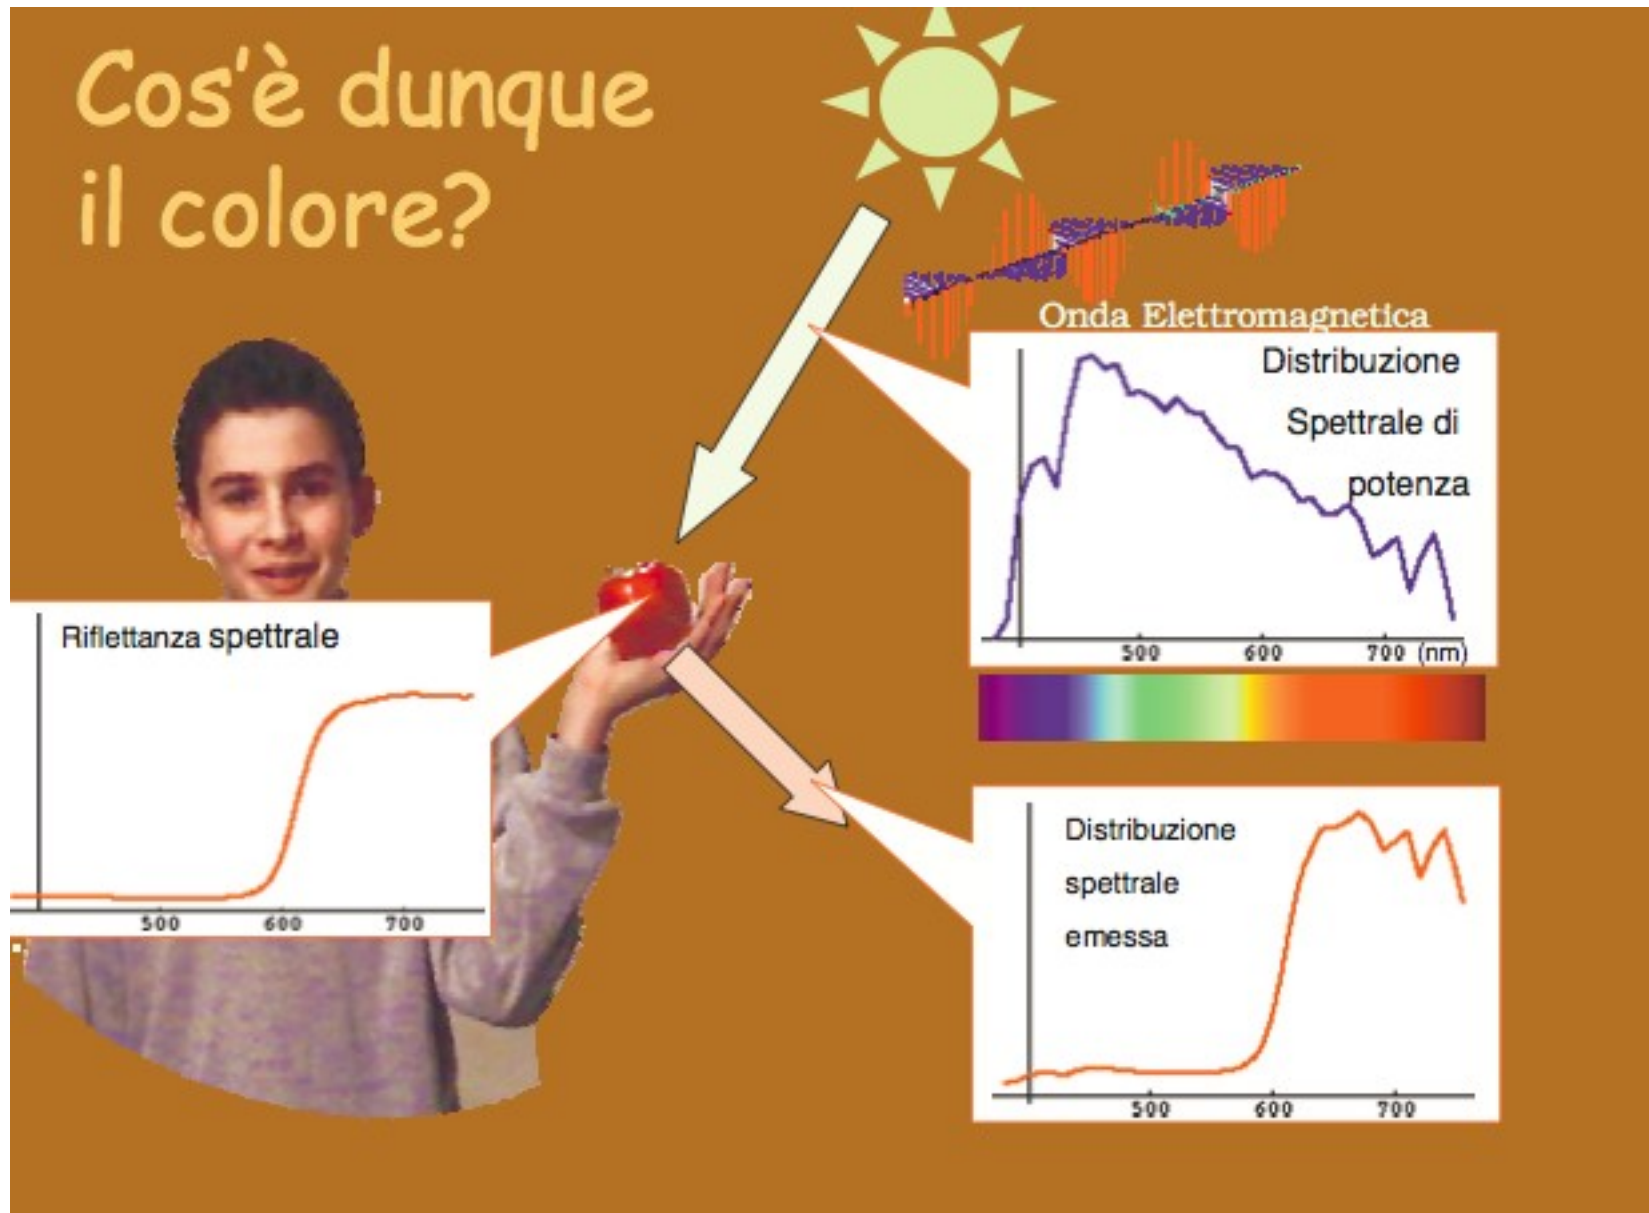 Cos'è dunque
il colore?
Onda Elettromagnetica
Distribuzione
Spettrale di
potenza
500 600 700 (nm)
Riflettanza spettrale
500 600 700
Distribuzione
spettrale
emessa
500 600 700